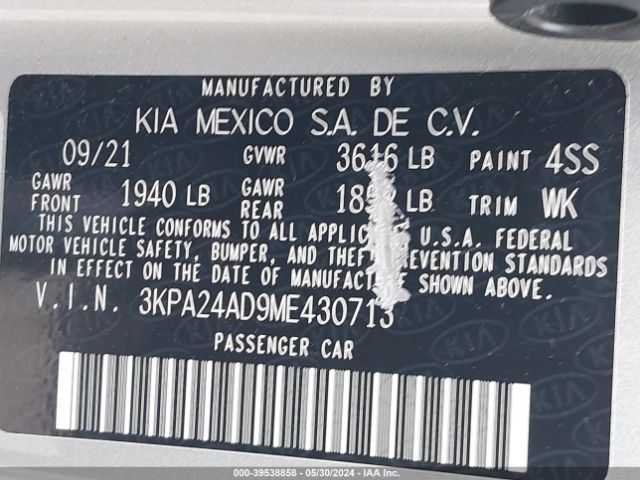 MANUFACTURED BY
KIA MEXICO S.A. DE C.V.
09/21 GVWR 3616 LB PAINT 4SS
GAWR FRONT 1940 LB GAWR REAR LB TRIM WK
THIS VEHICLE CONFORMS TO ALL U.S.A. FEDERAL
MOTOR VEHICLE SAFETY, BUMPER, AND THEFT PREVENTION STANDARDS
IN EFFECT ON THE DATE OF MANUFACTURE SHOWN ABOVE.
V.I.N. 3KPA24AD9ME430713
PASSENGER CAR
000-39538858 - 05/30/2024 - IAA Inc.